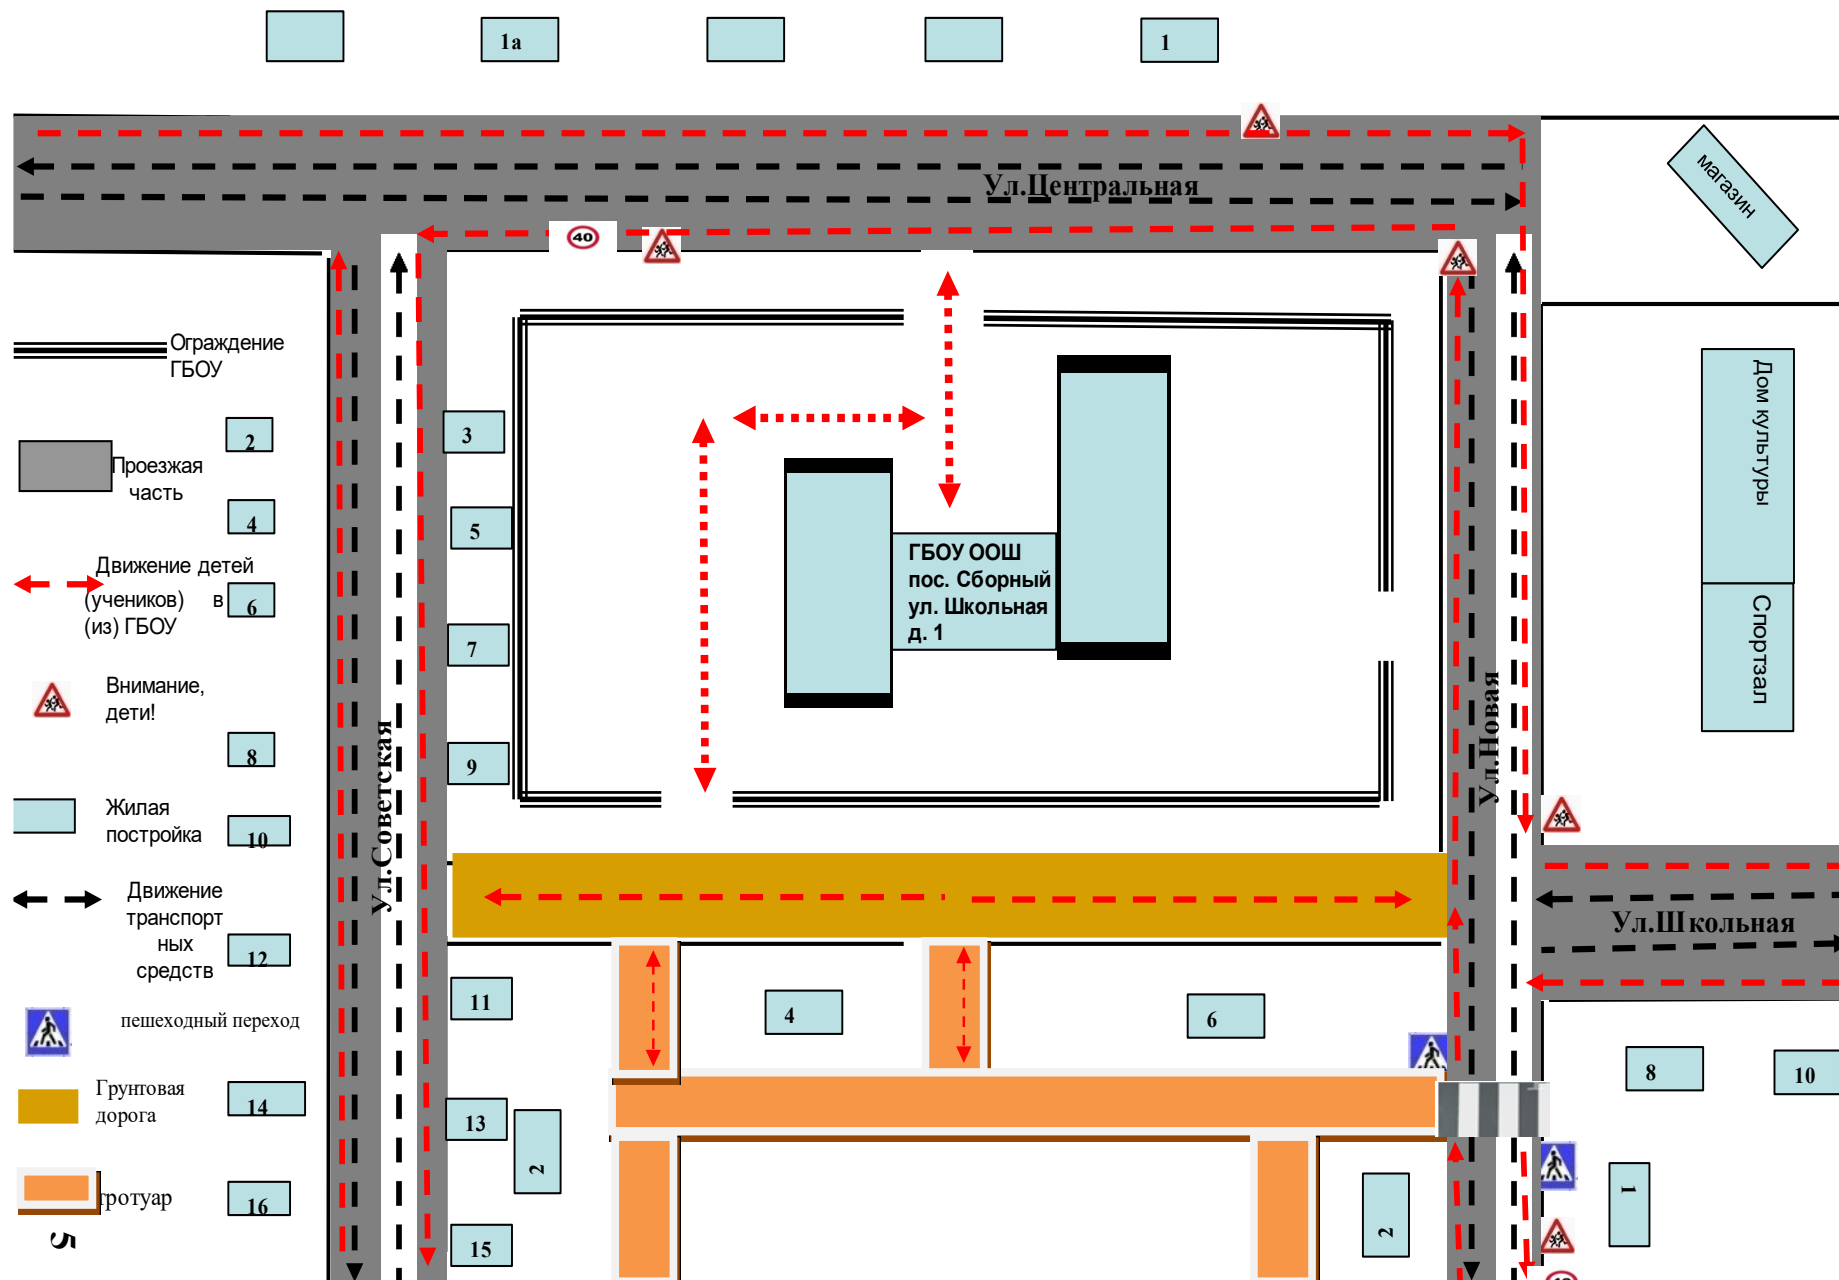 1а
1
40
Ул.Центральная
магазин
Ограждение
ГБОУ
2
3
Проезжая
часть
4
5
Движение детей
(учеников) в
(из) ГБОУ
6
7
ГБОУ ООШ
пос. Сборный
ул. Школьная
д. 1
Дом культуры
Спортзал
Внимание,
дети!
8
9
Ул.Советская
Ул.Новая
Жилая
постройка
10
Движение
транспорт
ных
средств
12
Ул.Школьная
11
4
6
пешеходный переход
8
10
Грунтовая
дорога
14
13
2
тротуар
16
2
1
5
15